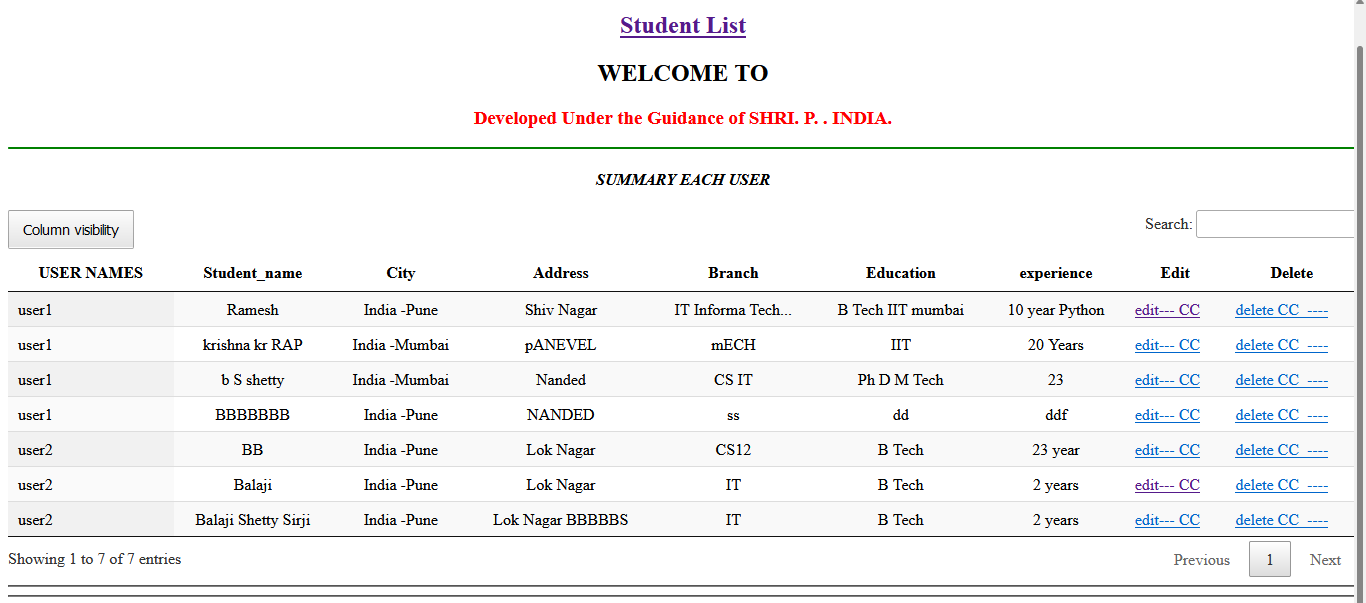 Student List
WELCOME TO
Developed Under the Guidance of SHRI. P. . INDIA.
SUMMARY EACH USER
Column visibility
Search:
USER NAMES Student_name City Address Branch Education experience Edit Delete
user1 Ramesh India -Pune Shiv Nagar IT Informa Tech... B Tech IIT mumbai 10 year Python edit--- CC delete CC ----
user1 krishna kr RAP India -Mumbai pANEVEL mECH IIT 20 Years edit--- CC delete CC ----
user1 b S shetty India -Mumbai Nanded CS IT Ph D M Tech 23 edit--- CC delete CC ----
user1 BBBBBBB India -Pune NANDED ss dd ddf edit--- CC delete CC ----
user2 BB India -Pune Lok Nagar CS12 B Tech 23 year edit--- CC delete CC ----
user2 Balaji India -Pune Lok Nagar IT B Tech 2 years edit--- CC delete CC ----
user2 Balaji Shetty Sirji India -Pune Lok Nagar BBBBBS IT B Tech 2 years edit--- CC delete CC ----
Showing 1 to 7 of 7 entries
Previous 1 Next